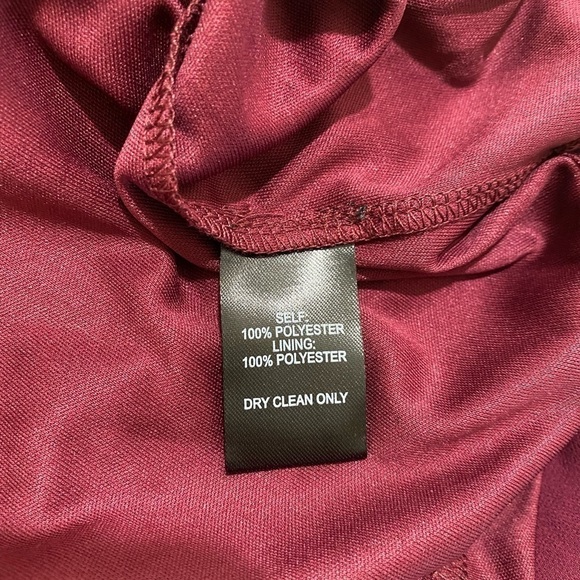 SELF:
100% POLYESTER
LINING:
100% POLYESTER
DRY CLEAN ONLY